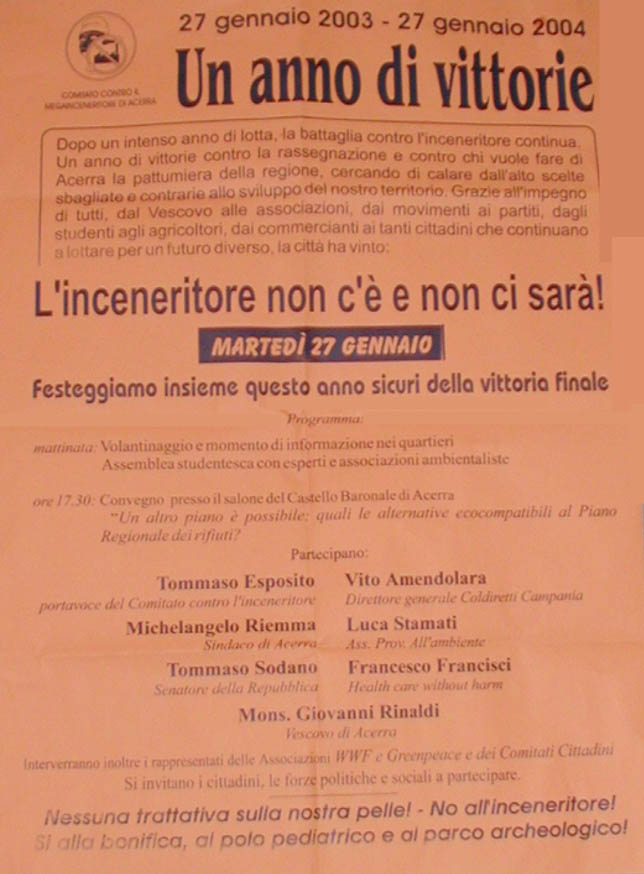 27 gennaio 2003 - 27 gennaio 2004
COMITATO CONTRO IL
MEGAINCENERITORE DI ACERRA
Un anno di vittorie
Dopo un intenso anno di lotta, la battaglia contro l'inceneritore continua.
Un anno di vittorie contro la rassegnazione e contro chi vuole fare di
Acerra la pattumiera della regione, cercando di calare dall'alto scelte
sbagliate e contrarie allo sviluppo del nostro territorio. Grazie all'impegno
di tutti, dal Vescovo alle associazioni, dai movimenti ai partiti, dagli
studenti agli agricoltori, dai commercianti ai tanti cittadini che continuano
a lottare per un futuro diverso, la città ha vinto:
L'inceneritore non c'è e non ci sarà!
MARTEDÌ 27 GENNAIO
Festeggiamo insieme questo anno sicuri della vittoria finale
Programma:
mattinata: Volantinaggio e momento di informazione nei quartieri
Assemblea studentesca con esperti e associazioni ambientaliste
ore 17.30: Convegno presso il salone del Castello Baronale di Acerra
"Un altro piano è possibile: quali le alternative ecocompatibili al Piano
Regionale dei rifiuti?
Partecipano:
Tommaso Esposito
portavoce del Comitato contro l'inceneritore
Vito Amendolara
Direttore generale Coldiretti Campania
Michelangelo Riemma
Sindaco di Acerra
Luca Stamati
Ass. Prov. All'ambiente
Tommaso Sodano
Senatore della Repubblica
Francesco Francisci
Health care without harm
Mons. Giovanni Rinaldi
Vescovo di Acerra
Interverranno inoltre i rappresentati delle Associazioni WWF e Greenpeace e dei Comitati Cittadini
Si invitano i cittadini, le forze politiche e sociali a partecipare.
Nessuna trattativa sulla nostra pelle! - No all'inceneritore!
Si alla bonifica, al polo pediatrico e al parco archeologico!